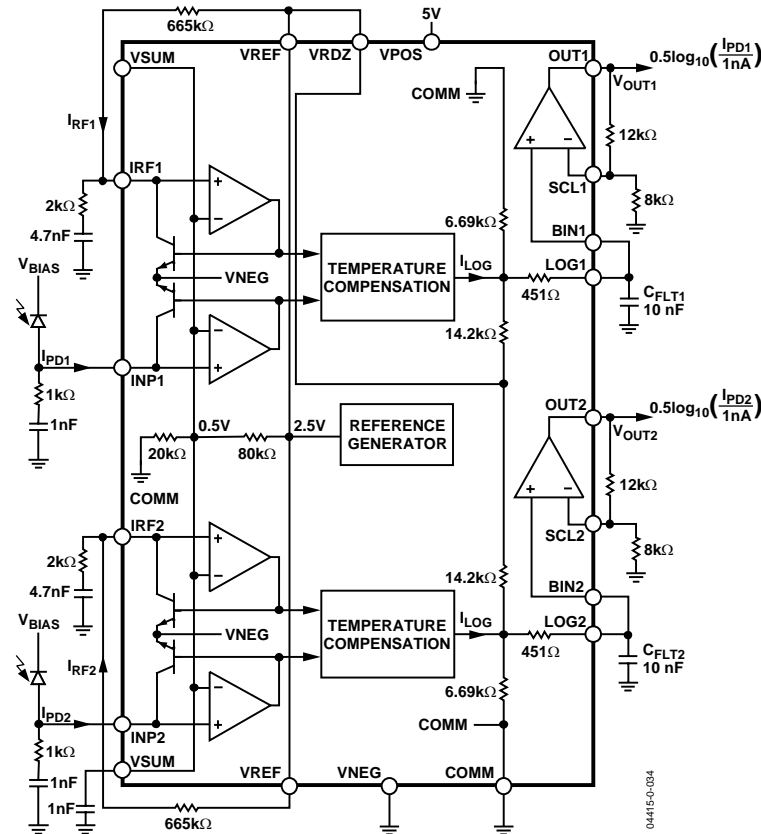 665kΩ
5V
VREF
VRDZ
VPOS
VSUM
OUT1
0.5log10(IPD1/1nA)
VOUT1
COMM
IRF1
12kΩ
IRF1
SCL1
2kΩ
8kΩ
6.69kΩ
4.7nF
BIN1
VBIAS
VNEG
TEMPERATURE COMPENSATION
ILOG
LOG1
451Ω
CFLT1
10 nF
14.2kΩ
IPD1
INP1
1kΩ
OUT2
0.5log10(IPD2/1nA)
1nF
0.5V
2.5V
REFERENCE GENERATOR
VOUT2
20kΩ
80kΩ
COMM
12kΩ
IRF2
SCL2
2kΩ
8kΩ
14.2kΩ
4.7nF
BIN2
VBIAS
VNEG
TEMPERATURE COMPENSATION
ILOG
LOG2
451Ω
CFLT2
10 nF
IRF2
6.69kΩ
IPD2
INP2
COMM
1kΩ
VSUM
VREF
VNEG
COMM
1nF
1nF
665kΩ
04415-0-034